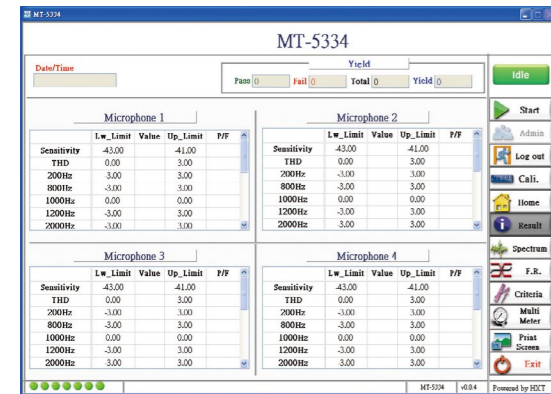 MT-5334
MT-5334
Date/Time
Yield
Pass 0 Fail 0 Total 0 Yield 0
Idle
Microphone 1
Lw_Limit Value Up_Limit P/F
Sensitivity -43.00 -41.00
THD 0.00 3.00
200Hz -3.00 3.00
800Hz -3.00 3.00
1000Hz 0.00 0.00
1200Hz -3.00 3.00
2000Hz -3.00 3.00
Microphone 2
Lw_Limit Value Up_Limit P/F
Sensitivity -43.00 -41.00
THD 0.00 3.00
200Hz -3.00 3.00
800Hz -3.00 3.00
1000Hz 0.00 0.00
1200Hz -3.00 3.00
2000Hz -3.00 3.00
Microphone 3
Lw_Limit Value Up_Limit P/F
Sensitivity -43.00 -41.00
THD 0.00 3.00
200Hz -3.00 3.00
800Hz -3.00 3.00
1000Hz 0.00 0.00
1200Hz -3.00 3.00
2000Hz -3.00 3.00
Microphone 4
Lw_Limit Value Up_Limit P/F
Sensitivity -43.00 -41.00
THD 0.00 3.00
200Hz -3.00 3.00
800Hz -3.00 3.00
1000Hz 0.00 0.00
1200Hz -3.00 3.00
2000Hz -3.00 3.00
Start
Admin
Log out
Cali.
Home
Result
Spectrum
F.R.
Criteria
Multi
Meter
Print
Screen
Exit
MT-5334 v0.8.4 Powered by HXT